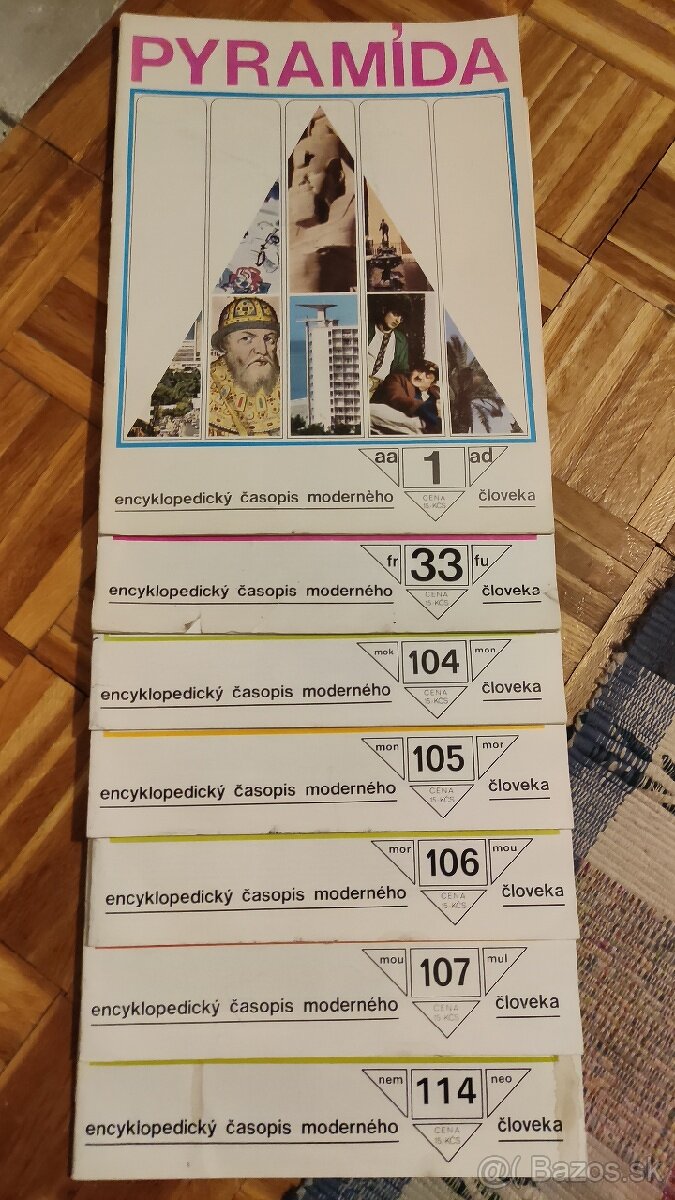 PYRAMÍDA
aa 1 ad
encyklopedický časopis moderného človeka
CENA
15.-KČS
fr 33 fu
encyklopedický časopis moderného človeka
CENA
15.-KČS
mok 104 mon
encyklopedický časopis moderného človeka
CENA
15.-KČS
mon 105 mor
encyklopedický časopis moderného človeka
CENA
15.-KČS
mor 106 mou
encyklopedický časopis moderného človeka
CENA
15.-KČS
mou 107 mul
encyklopedický časopis moderného človeka
CENA
15.-KČS
nem 114 neo
encyklopedický časopis moderného človeka
CENA
15.-KČS
@( Bazos.sk